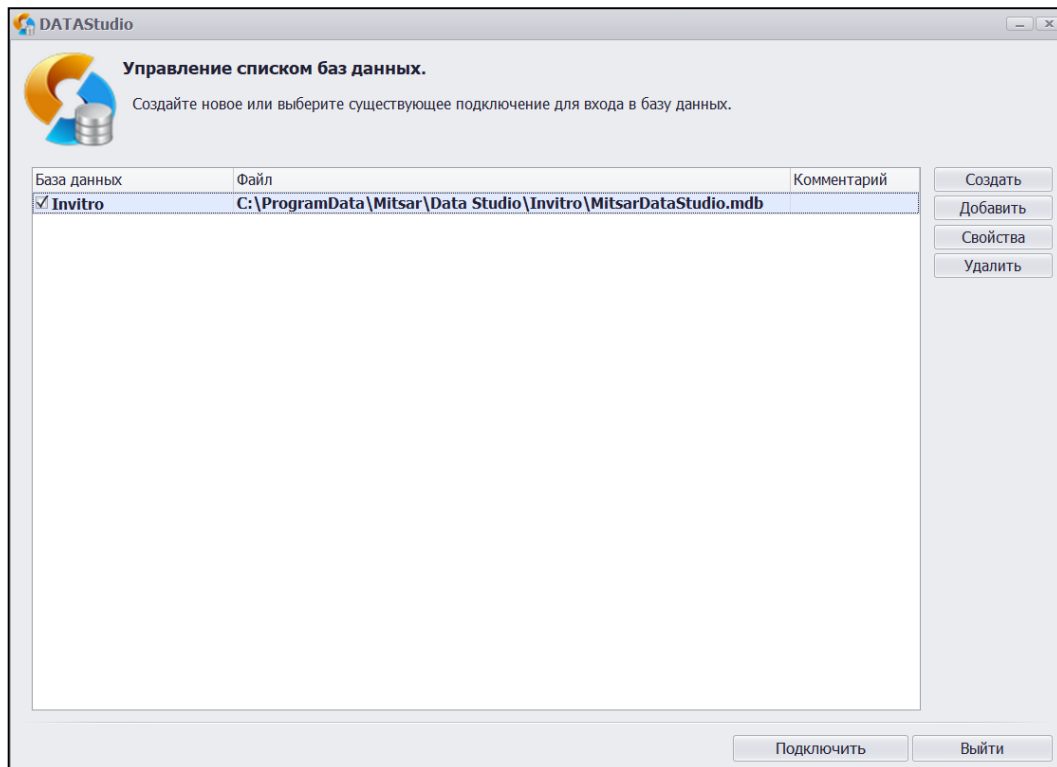 DATAStudio
Управление списком баз данных.
Создайте новое или выберите существующее подключение для входа в базу данных.
База данных Файл Комментарий
Invitro C:\ProgramData\Mitsar\Data Studio\Invitro\MitsarDataStudio.mdb
Создать
Добавить
Свойства
Удалить
Подключить Выйти